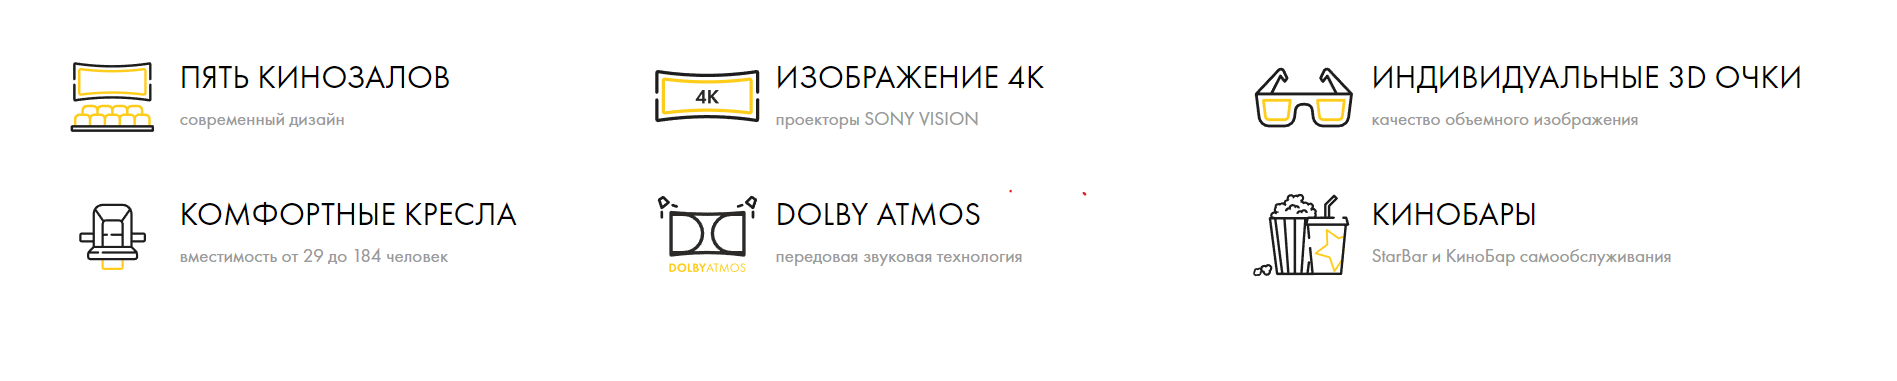 ПЯТЬ КИНОЗАЛОВ
современный дизайн
4K
ИЗОБРАЖЕНИЕ 4К
проекторы SONY VISION
ИНДИВИДУАЛЬНЫЕ 3D ОЧКИ
качество объемного изображения
КОМФОРТНЫЕ КРЕСЛА
вместимость от 29 до 184 человек
DOLBYATMOS
DOLBY ATMOS
передовая звуковая технология
КИНОБАРЫ
StarBar и КиноБар самообслуживания